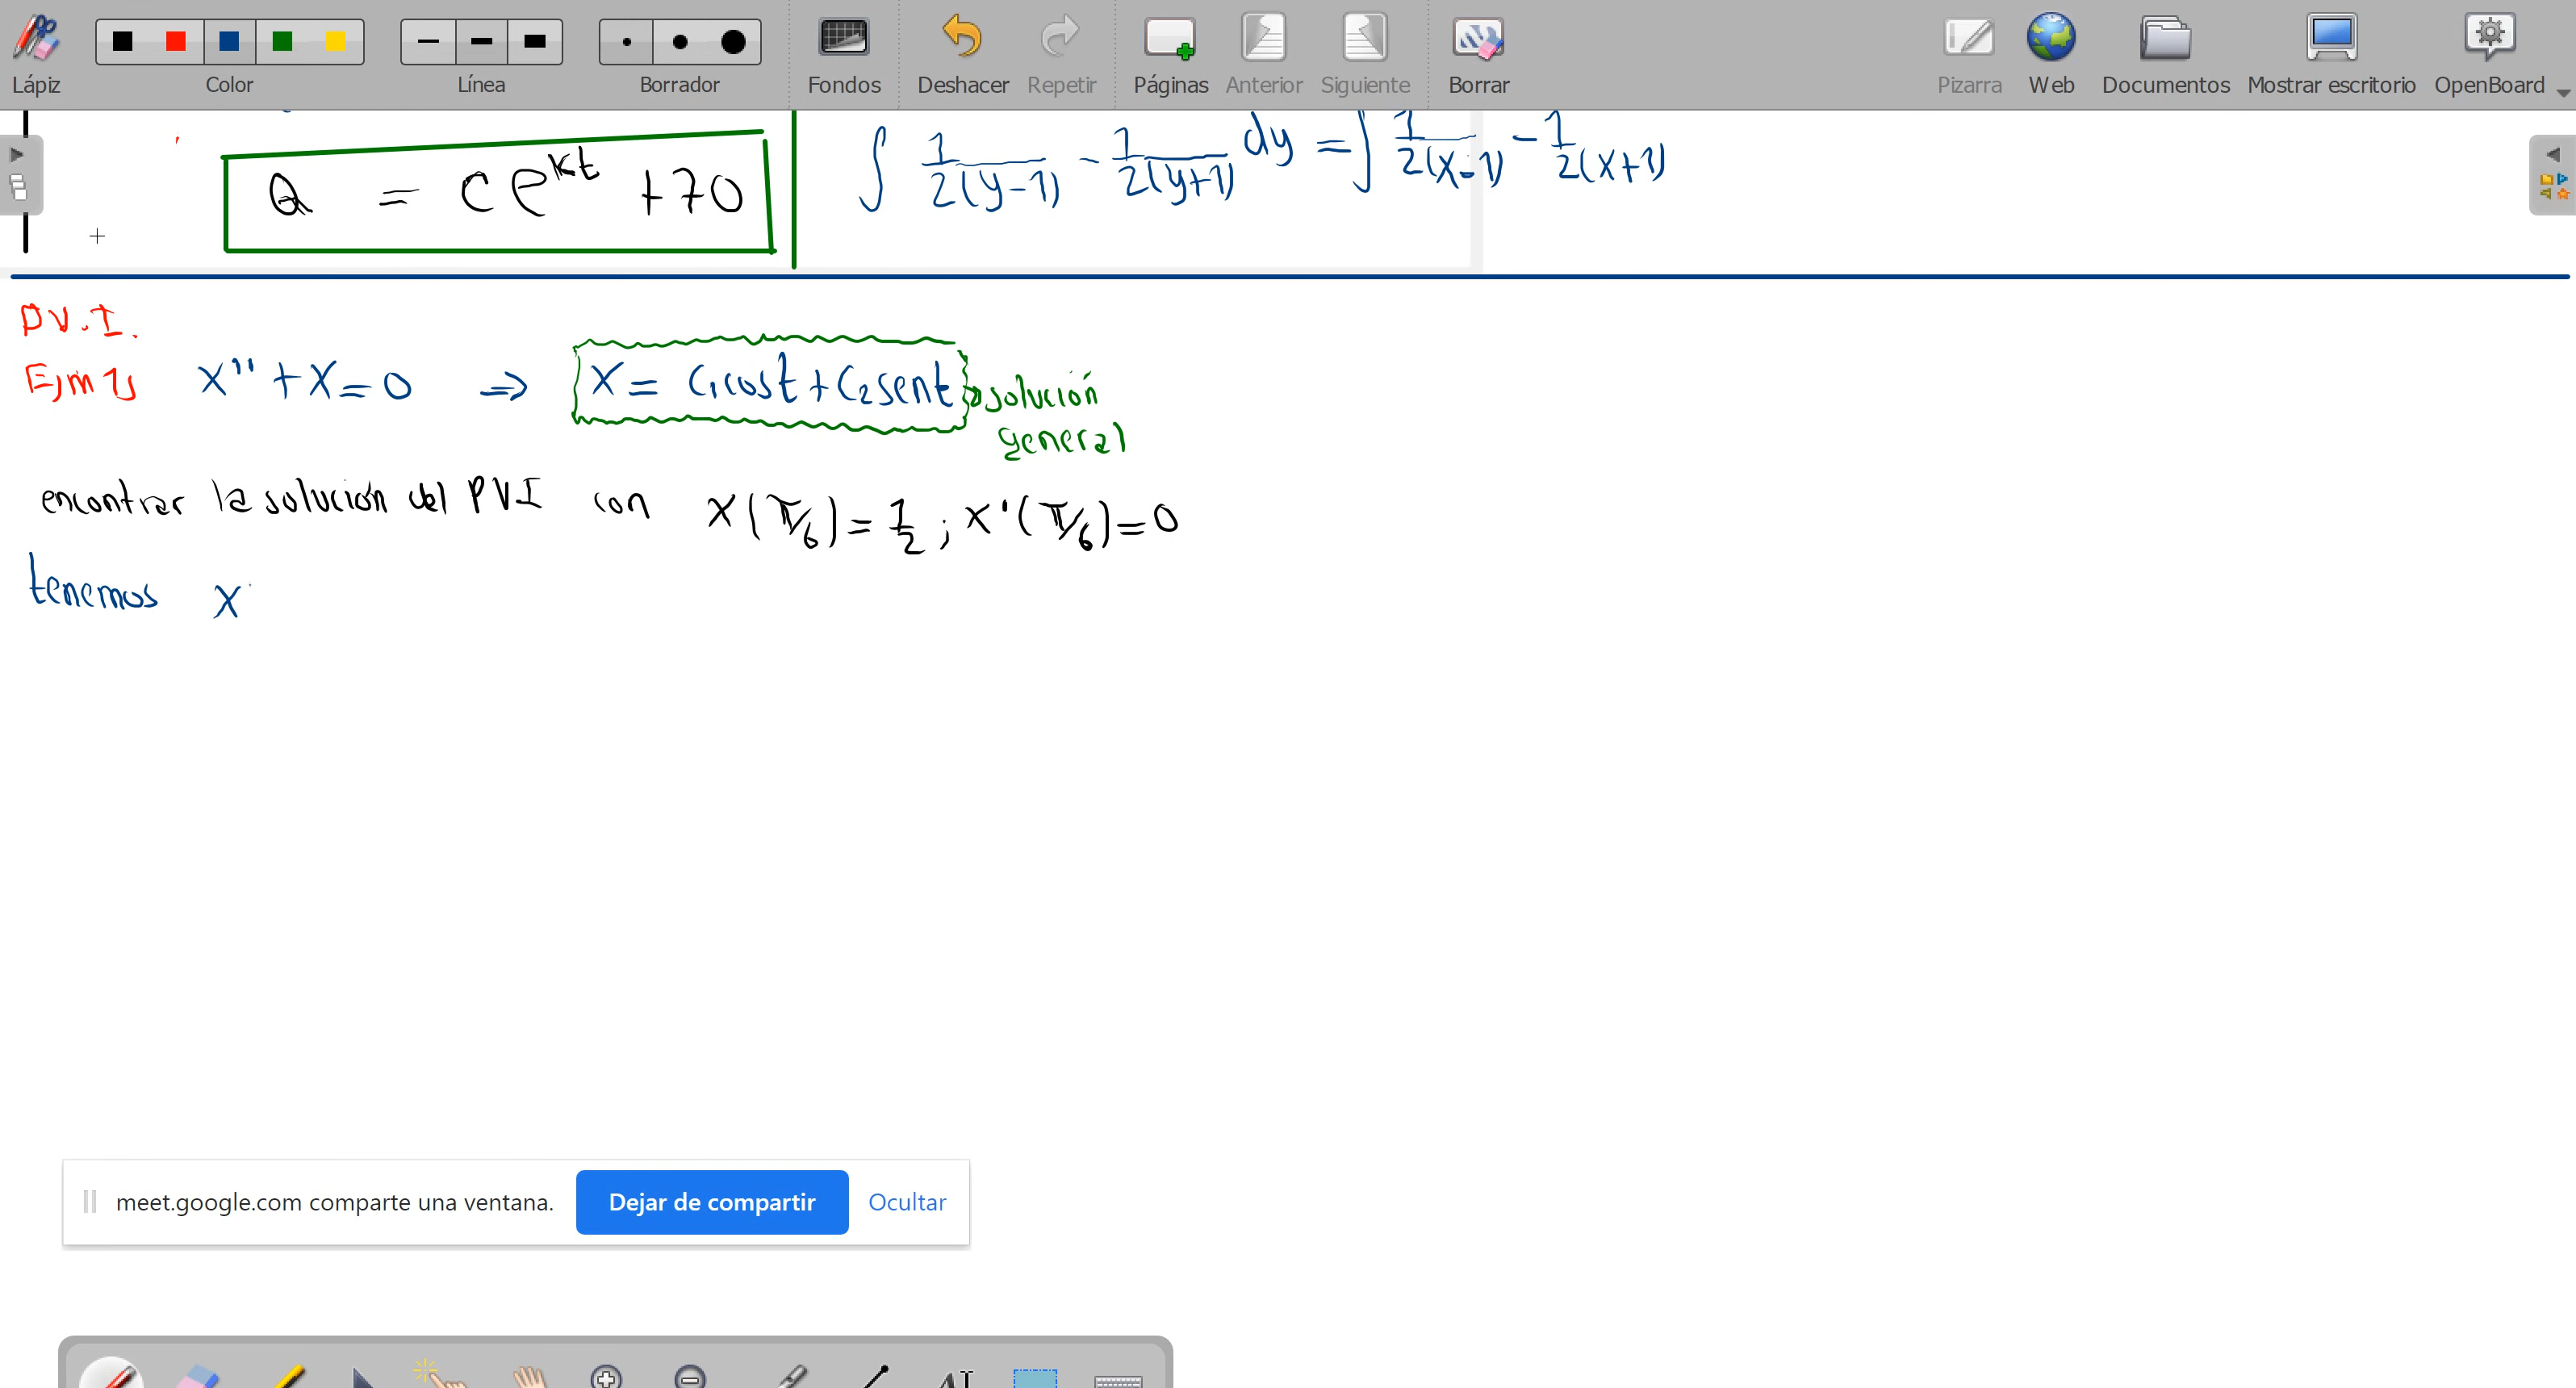 Lápiz Color Línea Borrador Fondos Deshacer Repetir Páginas Anterior Siguiente Borrar Pizarra Web Documentos Mostrar escritorio OpenBoard
Q = Ce^{kt} + 70
∫ 1/2(y-1) - 1/2(y+1) dy = ∫ 1/2(x-1) - 1/2(x+1)
P.V.I.
Ejm 1) x'' + x = 0 ⇒ x = C₁cost + C₂sent solución
general
encontrar la solución del PVI con x(π/6) = 1/2 ; x'(π/6) = 0
tenemos x'
meet.google.com comparte una ventana. Dejar de compartir Ocultar